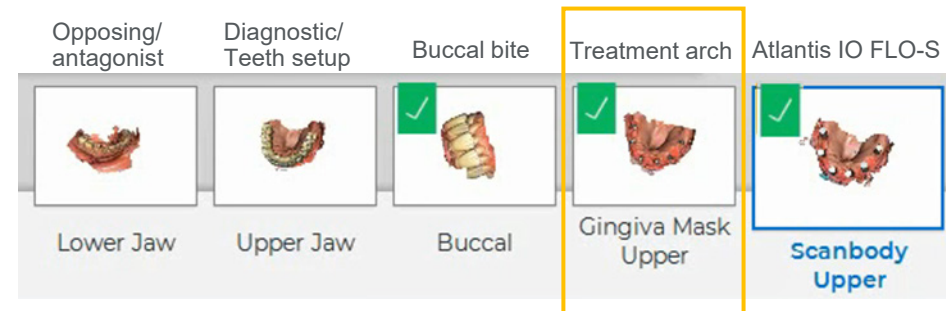 Opposing/
antagonist
Diagnostic/
Teeth setup
Buccal bite
Treatment arch
Atlantis IO FLO-S
Lower Jaw
Upper Jaw
Buccal
Gingiva Mask
Upper
Scanbody
Upper